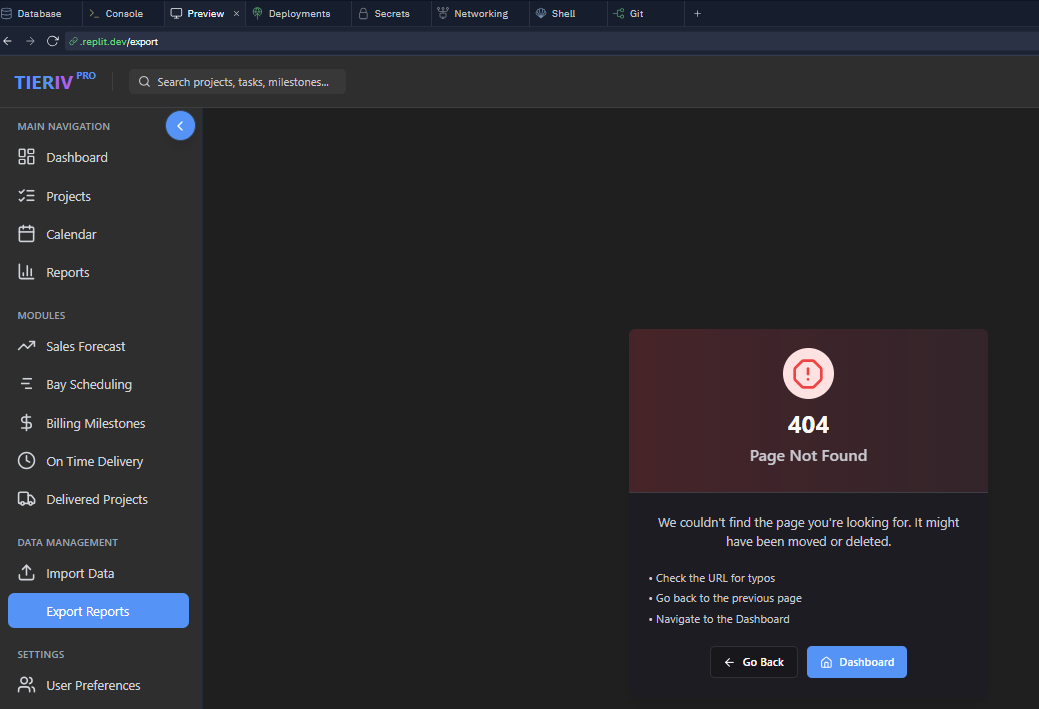 Database
Console
Preview
Deployments
Secrets
Networking
Shell
Git
.replit.dev/export
TIERIV PRO
Search projects, tasks, milestones...
MAIN NAVIGATION
Dashboard
Projects
Calendar
Reports
MODULES
Sales Forecast
Bay Scheduling
Billing Milestones
On Time Delivery
Delivered Projects
DATA MANAGEMENT
Import Data
Export Reports
SETTINGS
User Preferences
404
Page Not Found
We couldn't find the page you're looking for. It might
have been moved or deleted.
• Check the URL for typos
• Go back to the previous page
• Navigate to the Dashboard
Go Back
Dashboard